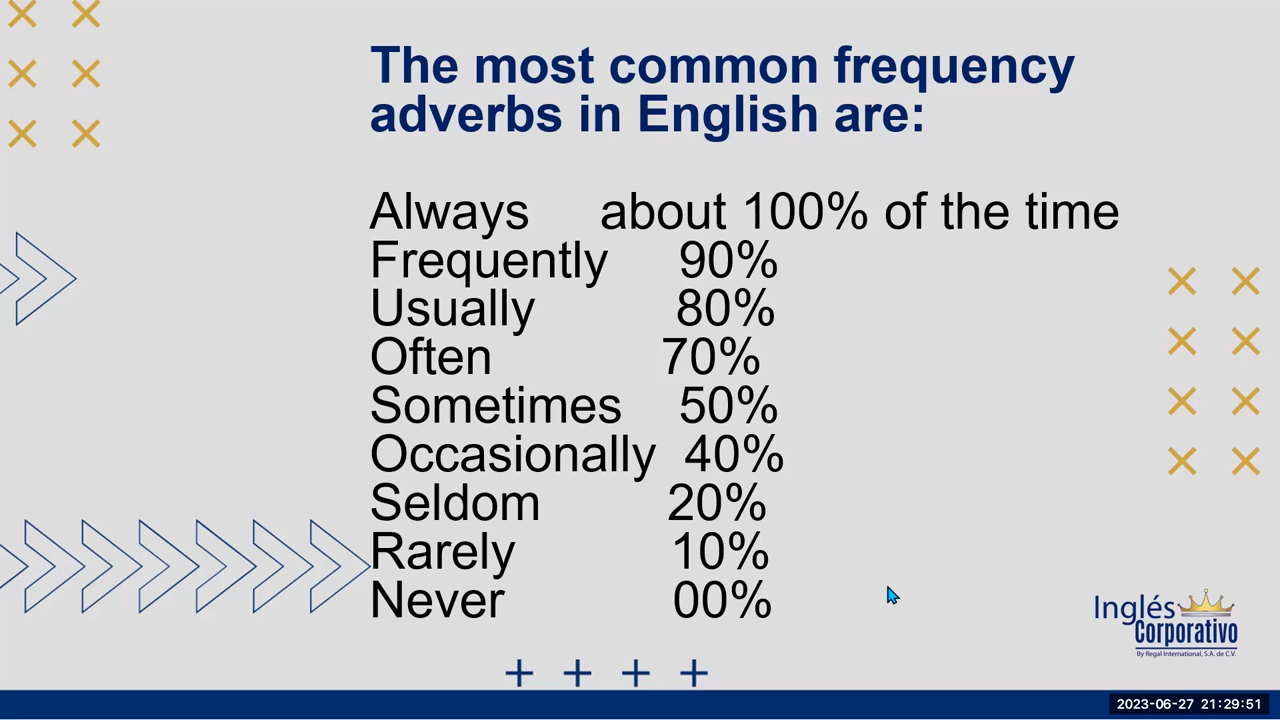 The most common frequency
adverbs in English are:
Always about 100% of the time
Frequently 90%
Usually 80%
Often 70%
Sometimes 50%
Occasionally 40%
Seldom 20%
Rarely 10%
Never 00%
Inglés
Corporativo
By Regal International, S.A. de C.V.
2023-06-27 21:29:51